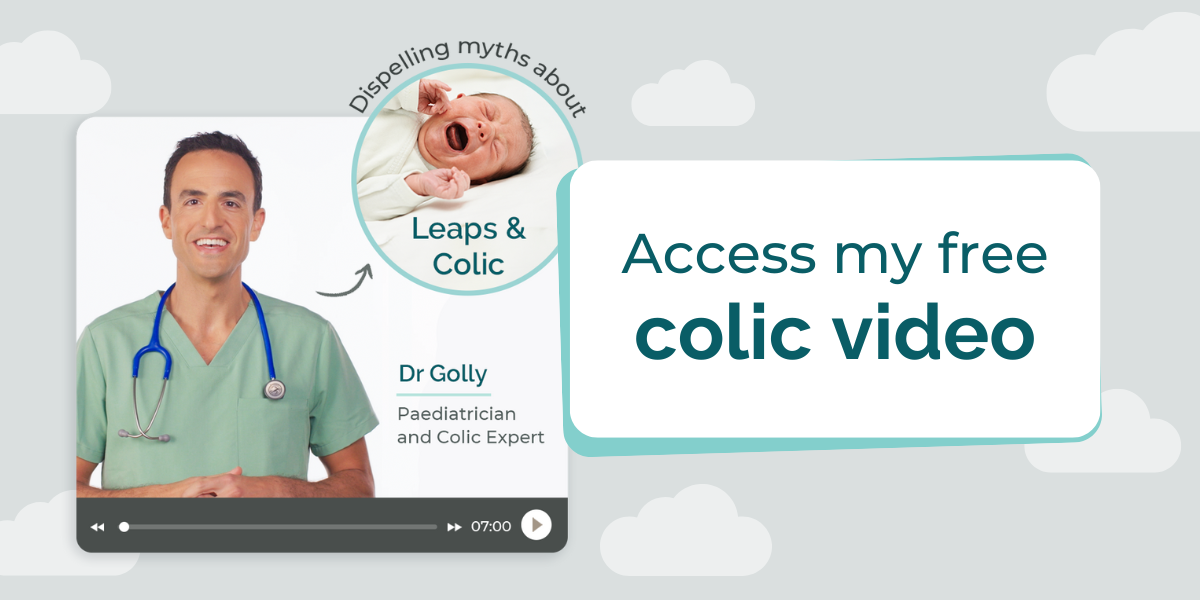 Dispelling myths about
Leaps &
Colic
Dr Golly
Paediatrician
and Colic Expert
07:00
Access my free
colic video